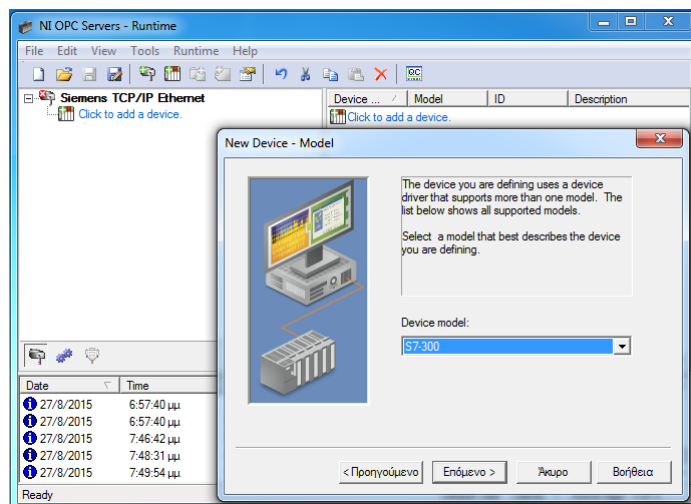 NI OPC Servers - Runtime
File Edit View Tools Runtime Help
Siemens TCP/IP Ethernet
Click to add a device.
Device ... Model ID Description
Click to add a device.
New Device - Model
The device you are defining uses a device
driver that supports more than one model. The
list below shows all supported models.
Select a model that best describes the device
you are defining.
Device model:
S7-300
< Προηγούμενο Επόμενο > Άκυρο Βοήθεια
Date Time
27/8/2015 6:57:40 μμ
27/8/2015 6:57:40 μμ
27/8/2015 7:46:42 μμ
27/8/2015 7:48:31 μμ
27/8/2015 7:49:54 μμ
Ready